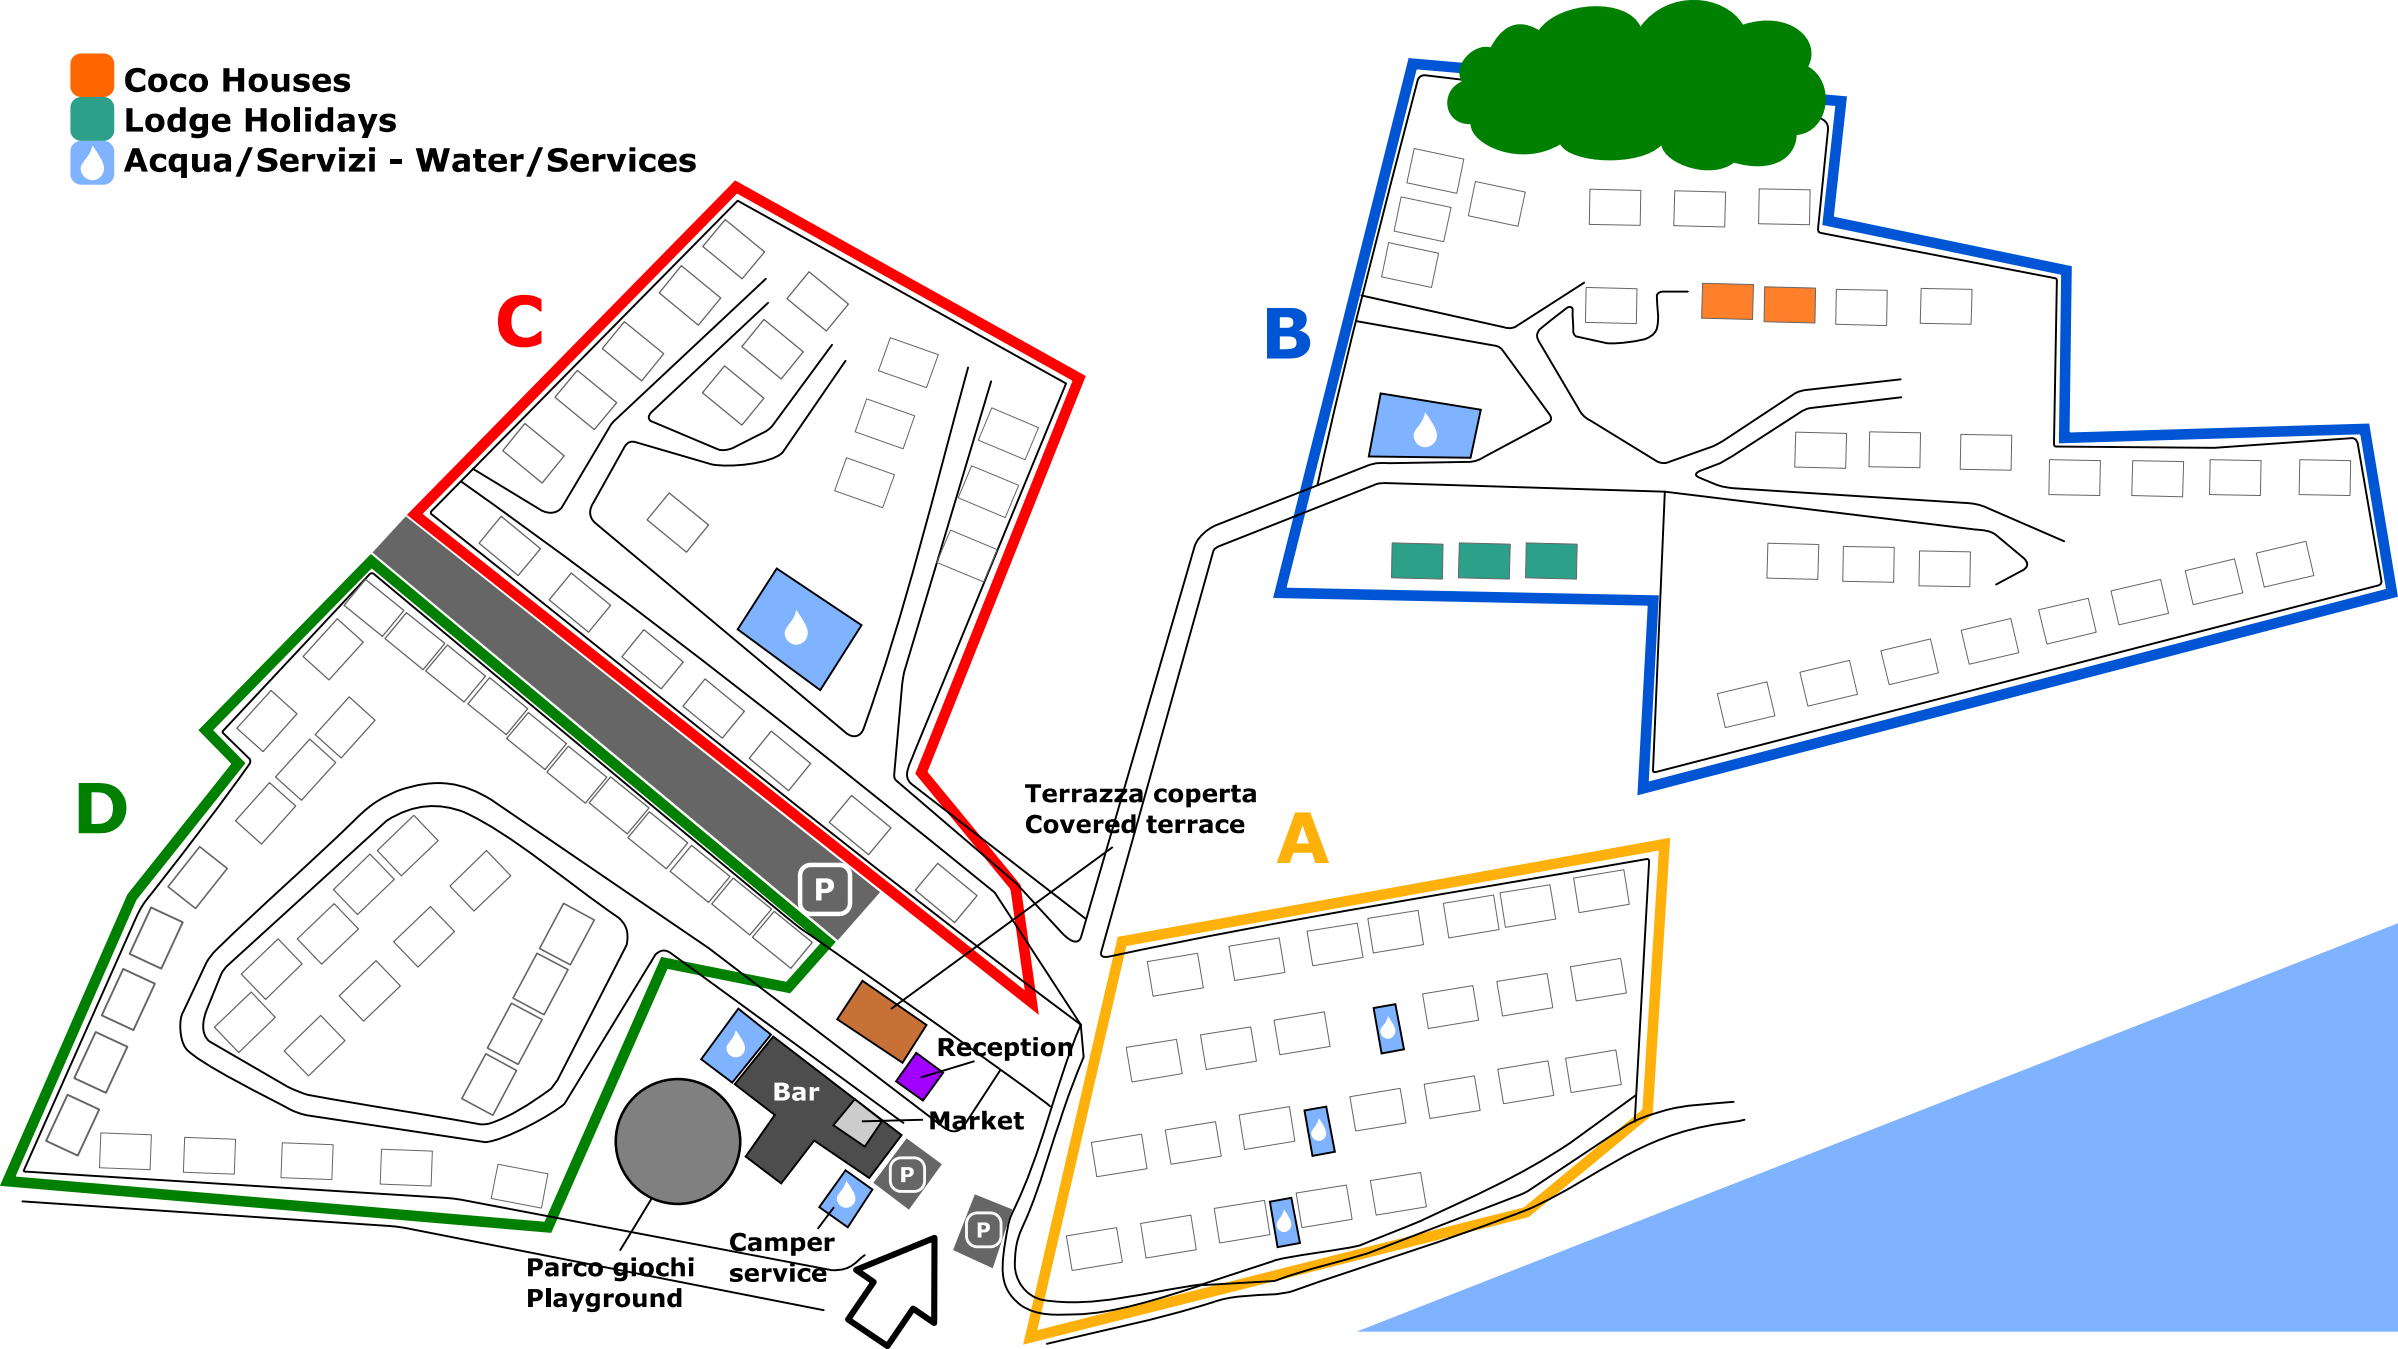 Coco Houses
Lodge Holidays
Acqua/Servizi - Water/Services
C
B
D
A
Terrazza coperta
Covered terrace
P
Reception
Bar
Market
P
P
Camper
service
Parco giochi
Playground